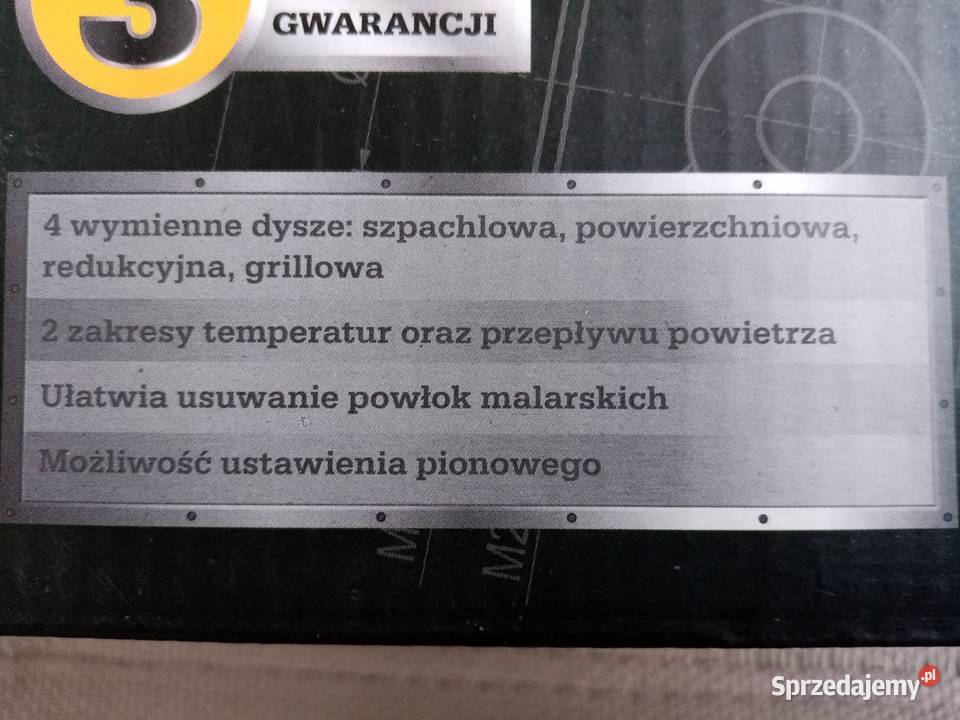 3
GWARANCJI
4 wymienne dysze: szpachlowa, powierzchniowa,
redukcyjna, grillowa
2 zakresy temperatur oraz przepływu powietrza
Ułatwia usuwanie powłok malarskich
Możliwość ustawienia pionowego
Sprzedajemy.pl